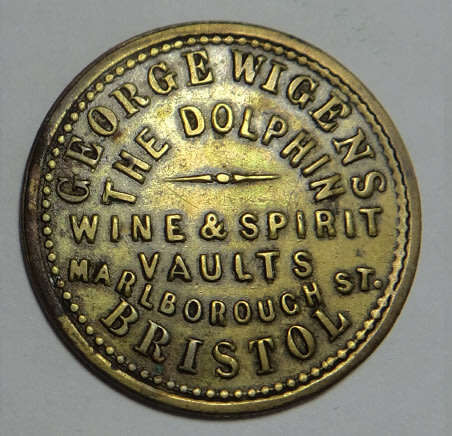 GEORGE WIGENS
THE DOLPHIN
WINE & SPIRIT
VAULTS
MARLBOROUGH ST.
BRISTOL